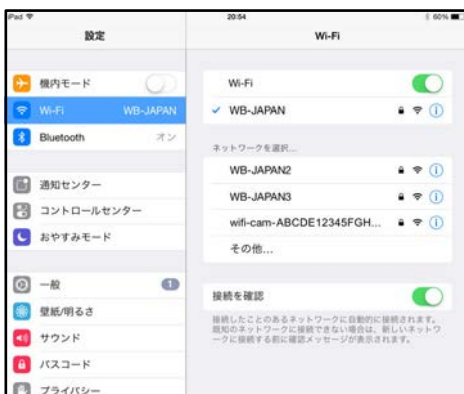 iPad
20:54
60%
設定
機内モード
Wi-Fi WB-JAPAN
Bluetooth オン
通知センター
コントロールセンター
おやすみモード
一般 1
壁紙/明るさ
サウンド
パスコード
プライバシー
Wi-Fi
Wi-Fi
WB-JAPAN
ネットワークを選択...
WB-JAPAN2
WB-JAPAN3
wifi-cam-ABCDE12345FGH...
その他...
接続を確認
接続したことのあるネットワークに自動的に接続されます。
既知のネットワークに接続できない場合は、新しいネットワ
ークに接続する前に確認メッセージが表示されます。